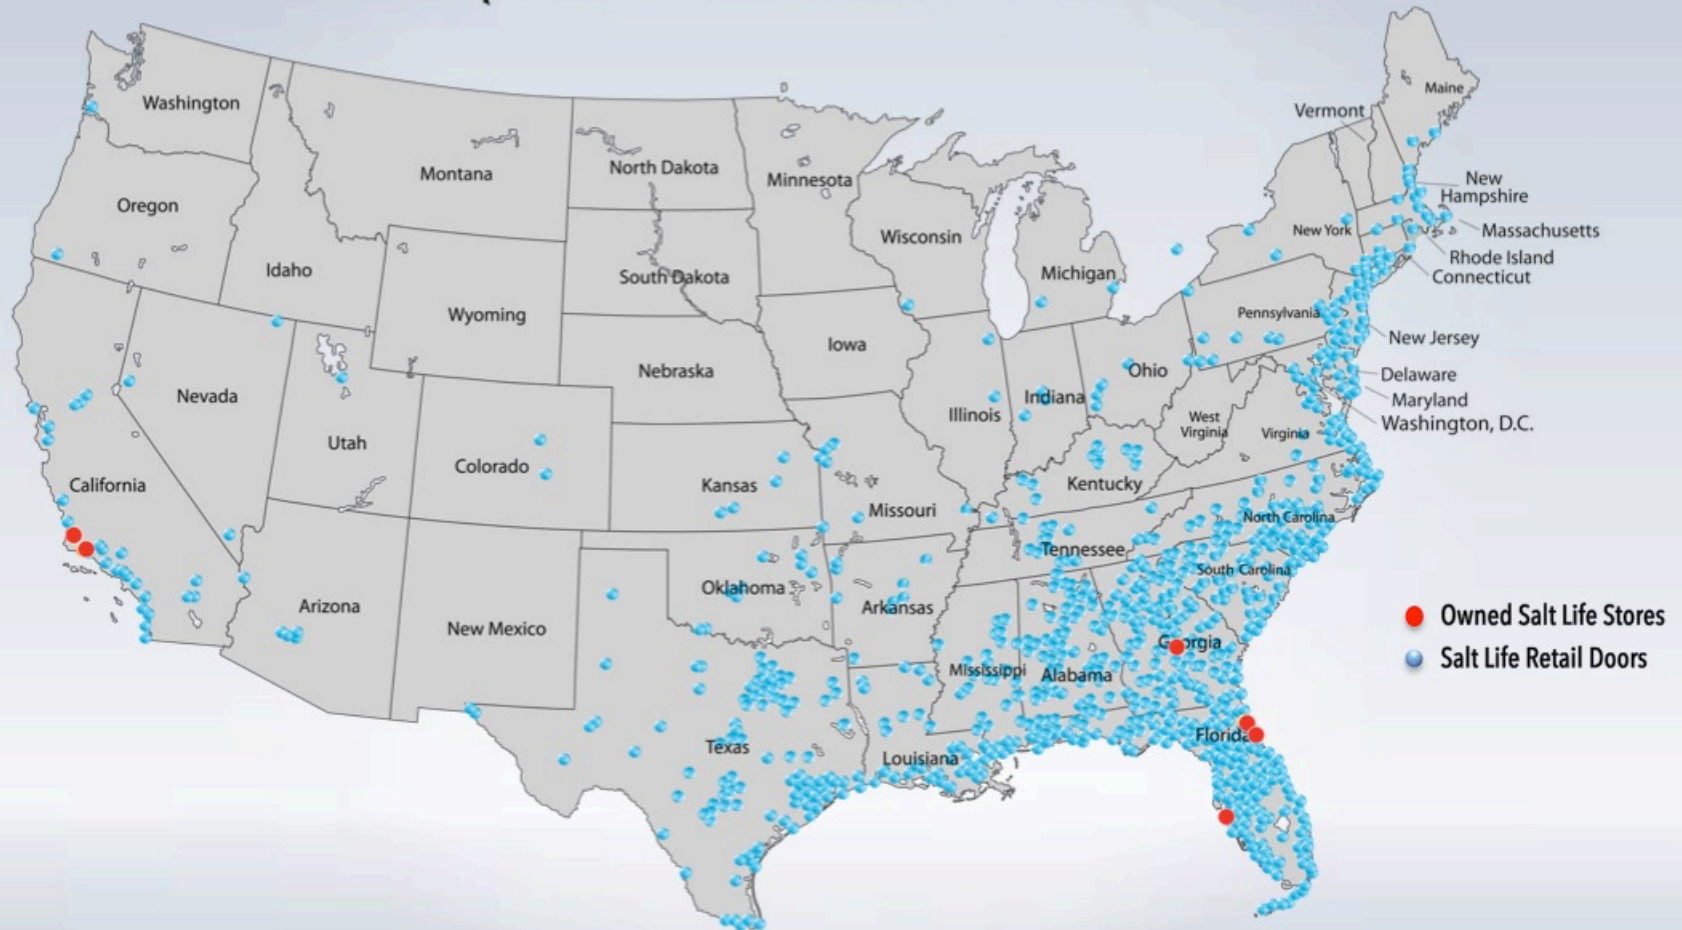 Maine
Vermont
Washington
North Dakota
Montana
Minnesota
New
Hampshire
Oregon
New York
Massachusetts
Wisconsin
Rhode Island
Idaho
South Dakota
Michigan
Connecticut
Wyoming
Pennsylvania
New Jersey
Iowa
Nebraska
Ohio
Delaware
Nevada
Indiana
Maryland
Illinois
West
Virginia
Washington, D.C.
Utah
Virginia
Colorado
California
Kansas
Kentucky
Missouri
North Carolina
Tennessee
South Carolina
Oklahoma
Arizona
Arkansas
Owned Salt Life Stores
New Mexico
Georgia
Salt Life Retail Doors
Mississippi
Alabama
Florida
Texas
Louisiana